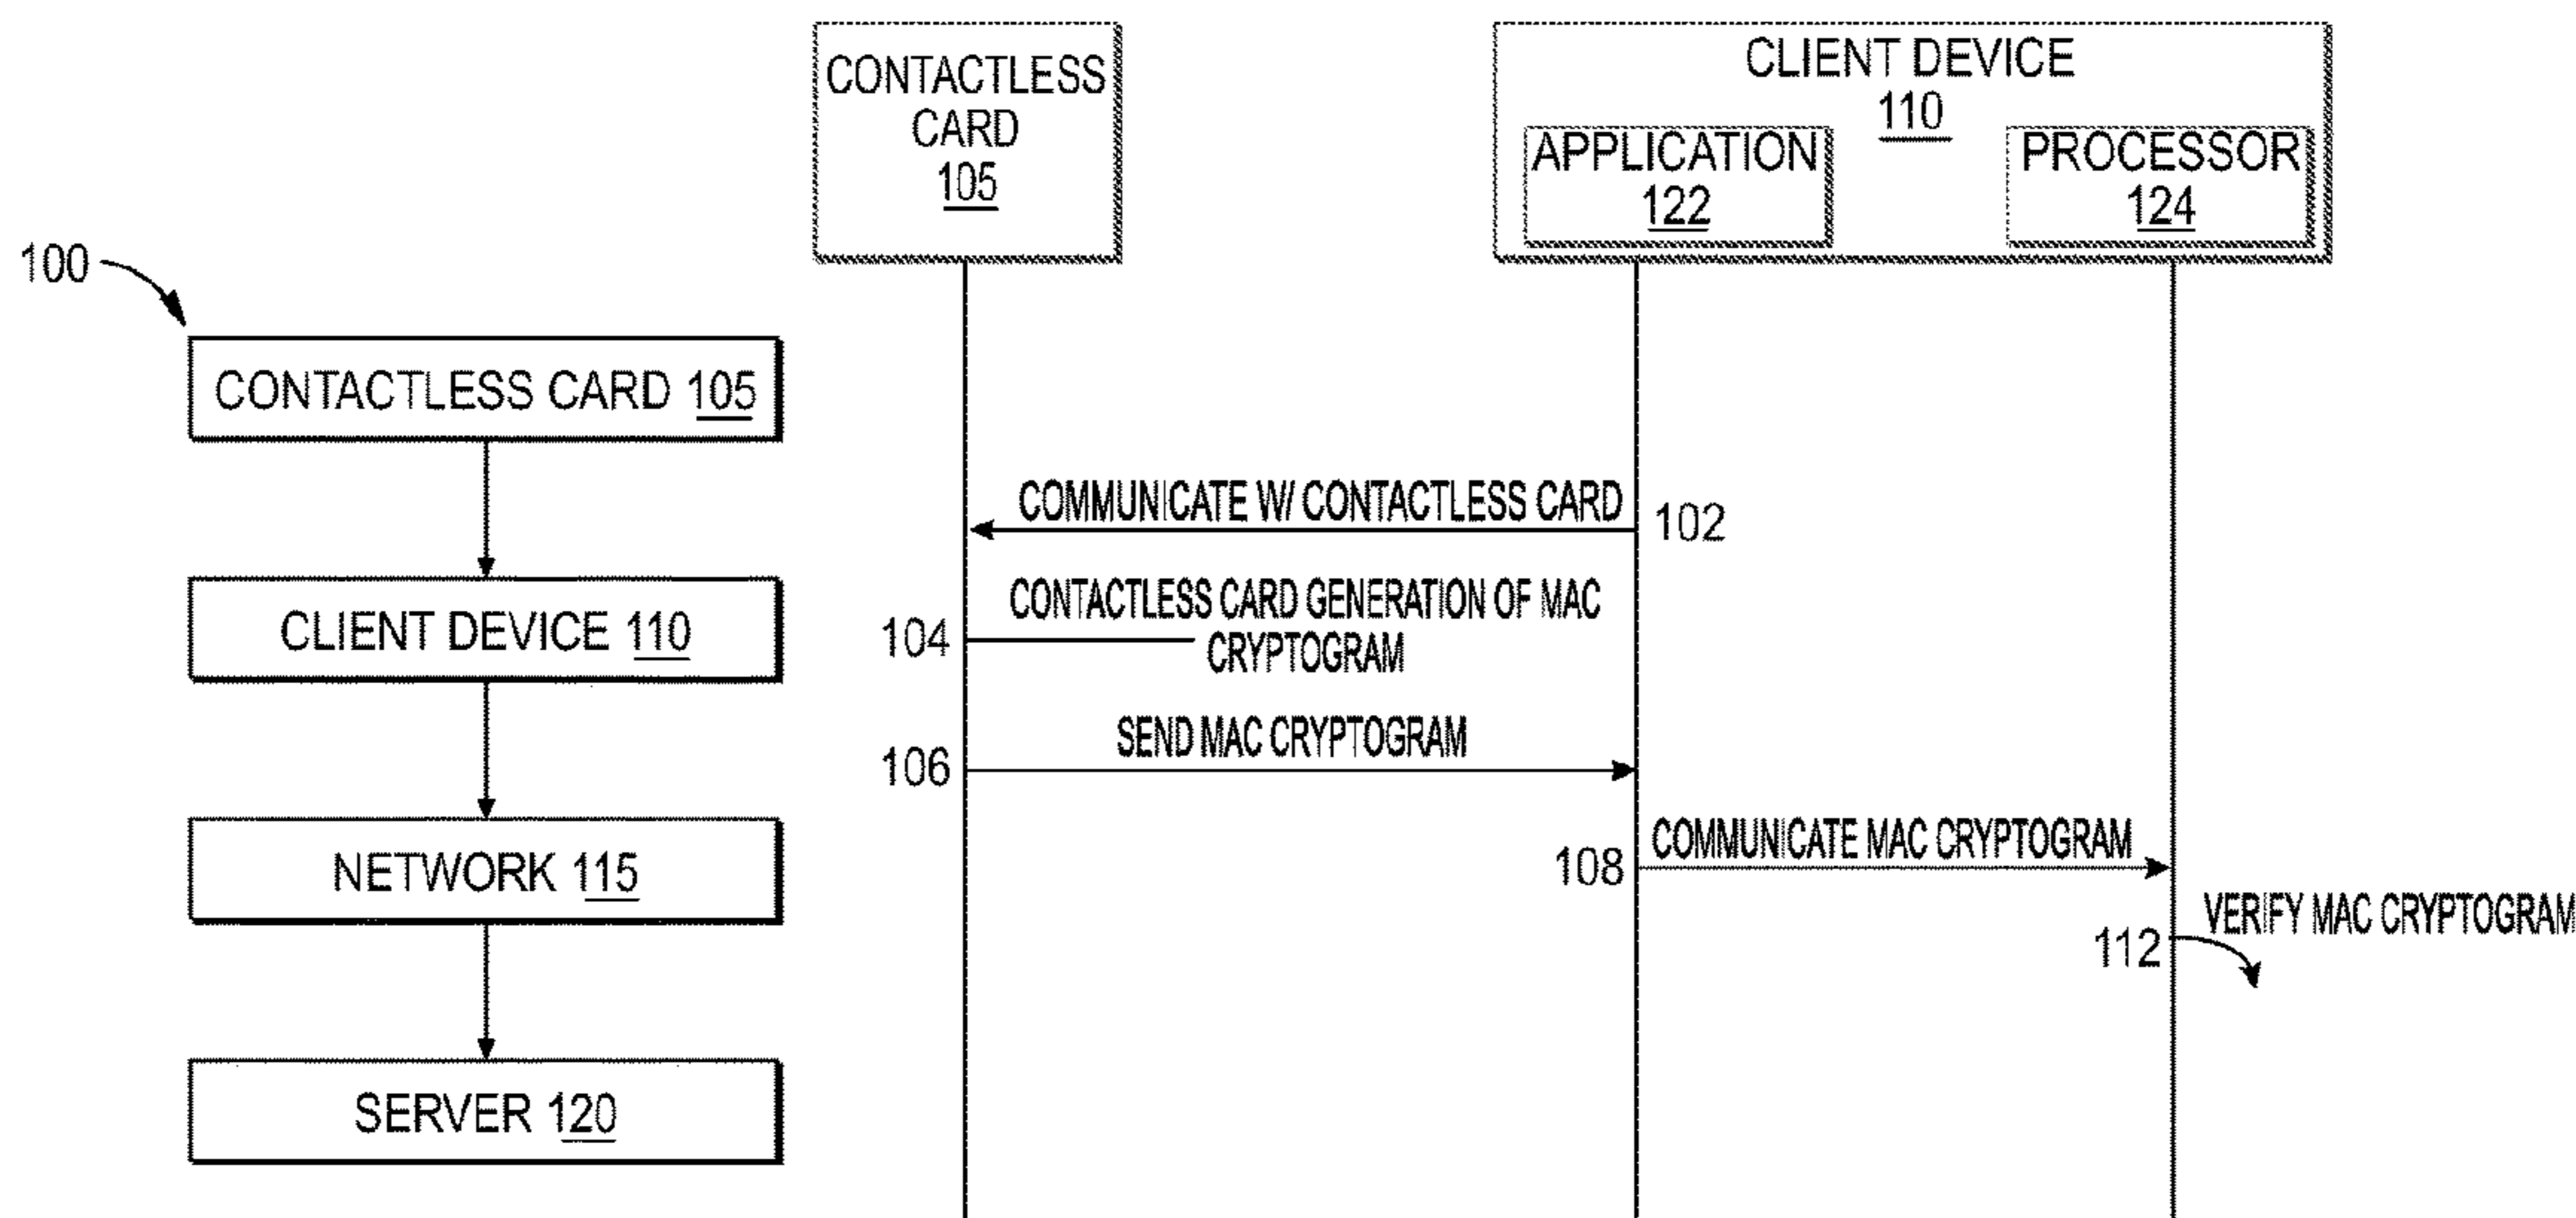 100
CONTACTLESS CARD 105
CLIENT DEVICE 110
NETWORK 115
SERVER 120
CONTACTLESS
CARD
105
CLIENT DEVICE
110
APPLICATION
122
PROCESSOR
124
COMMUNICATE W/ CONTACTLESS CARD
102
CONTACTLESS CARD GENERATION OF MAC
104
CRYPTOGRAM
SEND MAC CRYPTOGRAM
106
COMMUNICATE MAC CRYPTOGRAM
108
VERIFY MAC CRYPTOGRAM
112